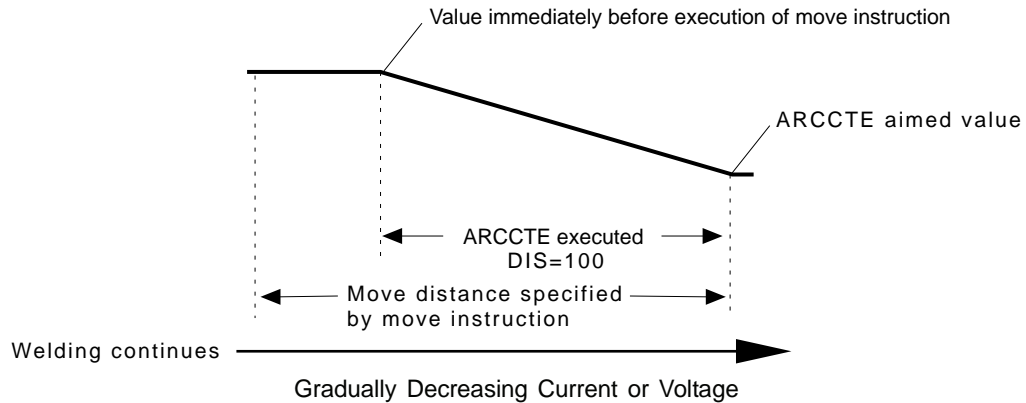 Value immediately before execution of move instruction
ARCCTE aimed value
ARCCTE executed
DIS=100
Move distance specified
by move instruction
Welding continues
Gradually Decreasing Current or Voltage